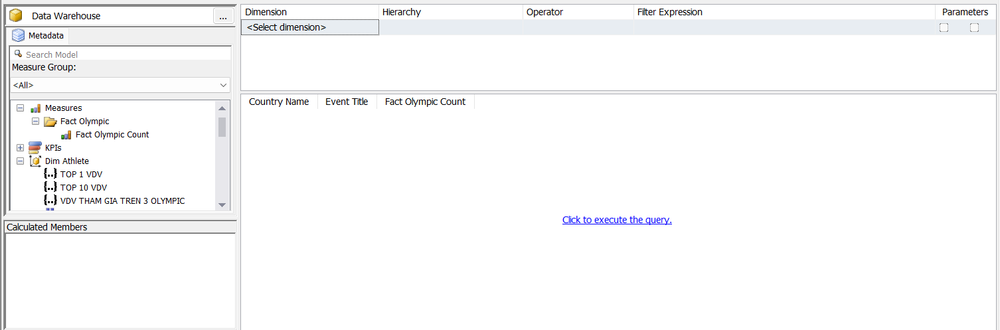 Data Warehouse
...
Metadata
Search Model
Measure Group:
<All>
Measures
Fact Olympic
Fact Olympic Count
KPIs
Dim Athlete
TOP 1 VDV
TOP 10 VDV
VDV THAM GIA TREN 3 OLYMPIC
Calculated Members
Dimension Hierarchy Operator Filter Expression Parameters
<Select dimension>
Country Name Event Title Fact Olympic Count
Click to execute the query.